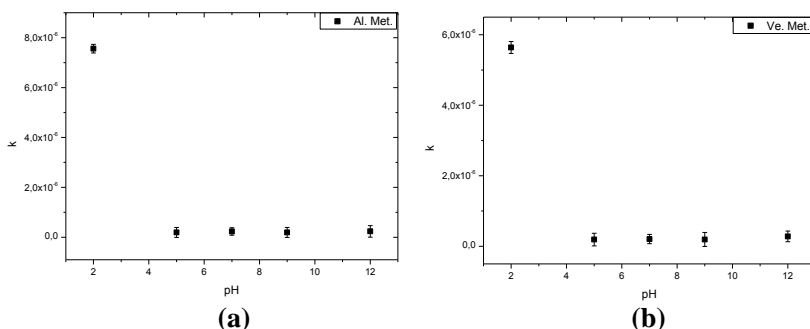 Al. Met.
8,0x10⁻⁶
6,0x10⁻⁶
4,0x10⁻⁶
2,0x10⁻⁶
0,0
k
2 4 6 8 10 12
pH
(a)
Ve. Met.
6,0x10⁻⁶
4,0x10⁻⁶
2,0x10⁻⁶
0,0
k
2 4 6 8 10 12
pH
(b)